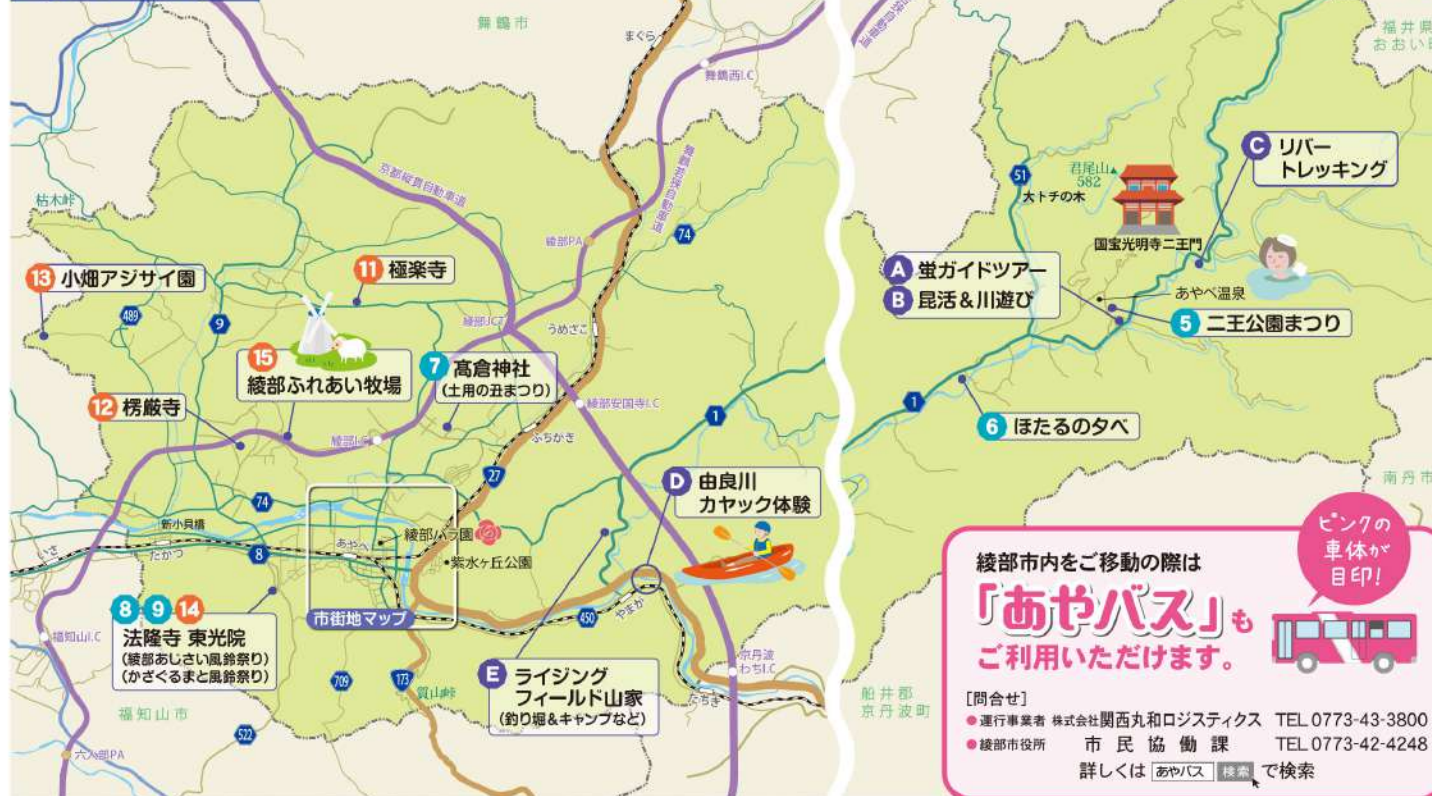 舞鶴市
まぐら
舞鶴西I.C
福井県
おおい
枯木峠
京都縦貫自動車道
舞鶴若狭自動車道
綾部PA
74
13 小畑アジサイ園
11 極楽寺
489
9
綾部JCT
うめざこ
15
綾部ふれあい牧場
7 髙倉神社
(土用の丑まつり)
12 楞厳寺
綾部I.C
綾部安国寺I.C
ふちがき
1
27
74
新小貝橋
いさ
たかつ
8
あやべ
綾部バラ園
・紫水ヶ丘公園
市街地マップ
D 由良川
カヤック体験
8 9 14
法隆寺 東光院
(綾部あじさい風鈴祭り)
(かざぐるまと風鈴祭り)
福知山I.C
福知山市
六人部PA
522
709
173
質山峠
450
やまが
E ライジング
フィールド山家
(釣り堀&キャンプなど)
京丹波
わちI.C
たちき
船井郡
京丹波町
51
君尾山
582
大トチの木
国宝光明寺二王門
C リバー
トレッキング
A 蛍ガイドツアー
B 昆活&川遊び
あやべ温泉
5 二王公園まつり
1
6 ほたるの夕べ
南丹市
綾部市内をご移動の際は
「あやバス」も
ご利用いただけます。
ピンクの
車体が
目印!
[問合せ]
●運行事業者 株式会社関西丸和ロジスティクス TEL 0773-43-3800
●綾部市役所 市民協働課 TEL 0773-42-4248
詳しくは あやバス 検索 で検索